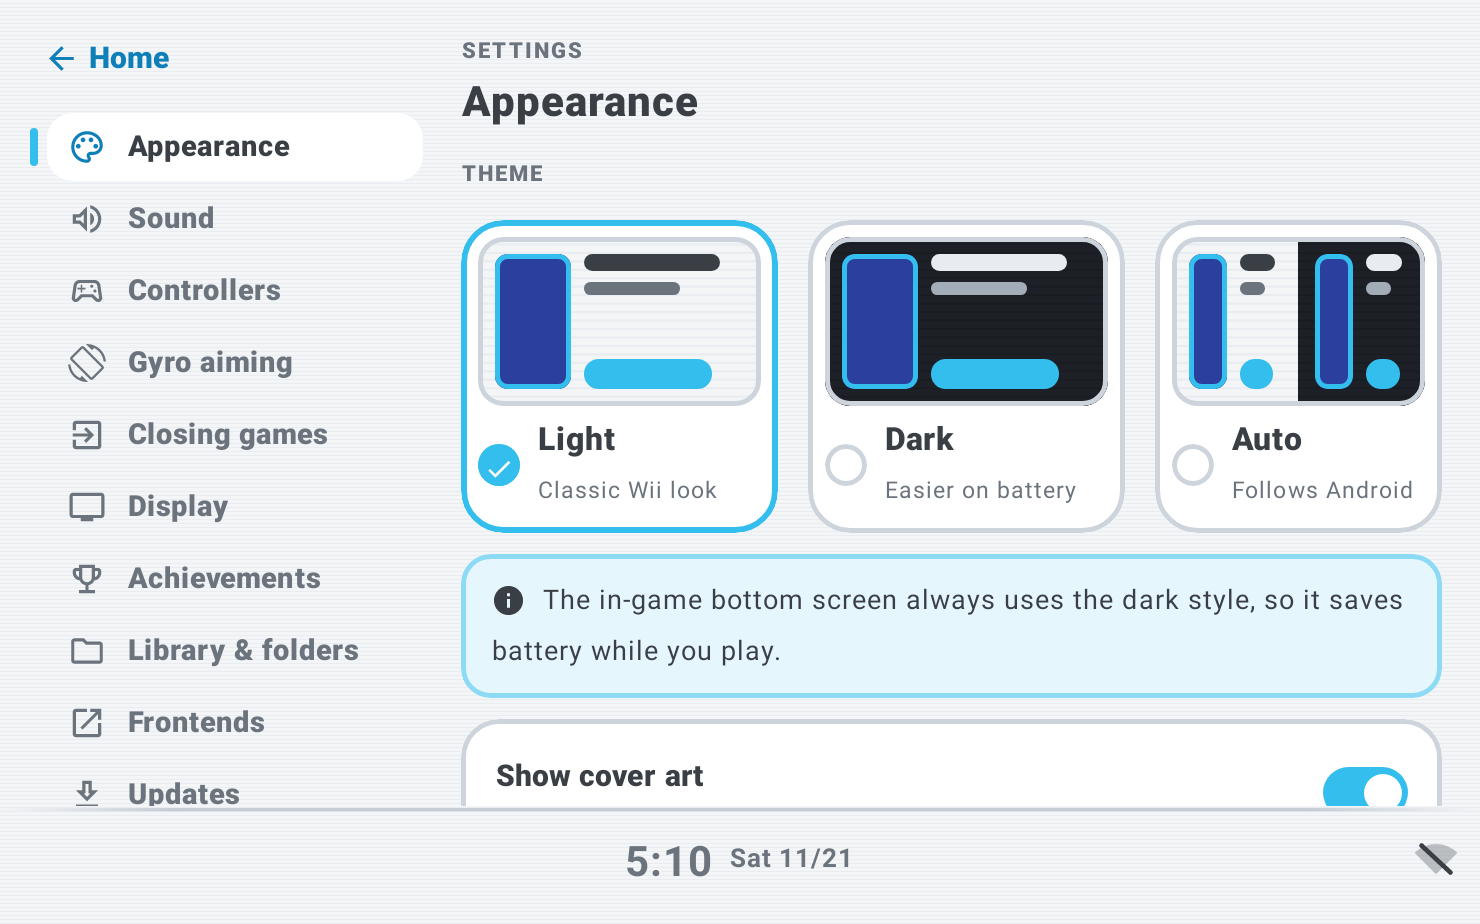 Home
Appearance
Sound
Controllers
Gyro aiming
Closing games
Display
Achievements
Library & folders
Frontends
Updates
SETTINGS
Appearance
THEME
Light
Classic Wii look
Dark
Easier on battery
Auto
Follows Android
The in-game bottom screen always uses the dark style, so it saves
battery while you play.
Show cover art
5:10 Sat 11/21